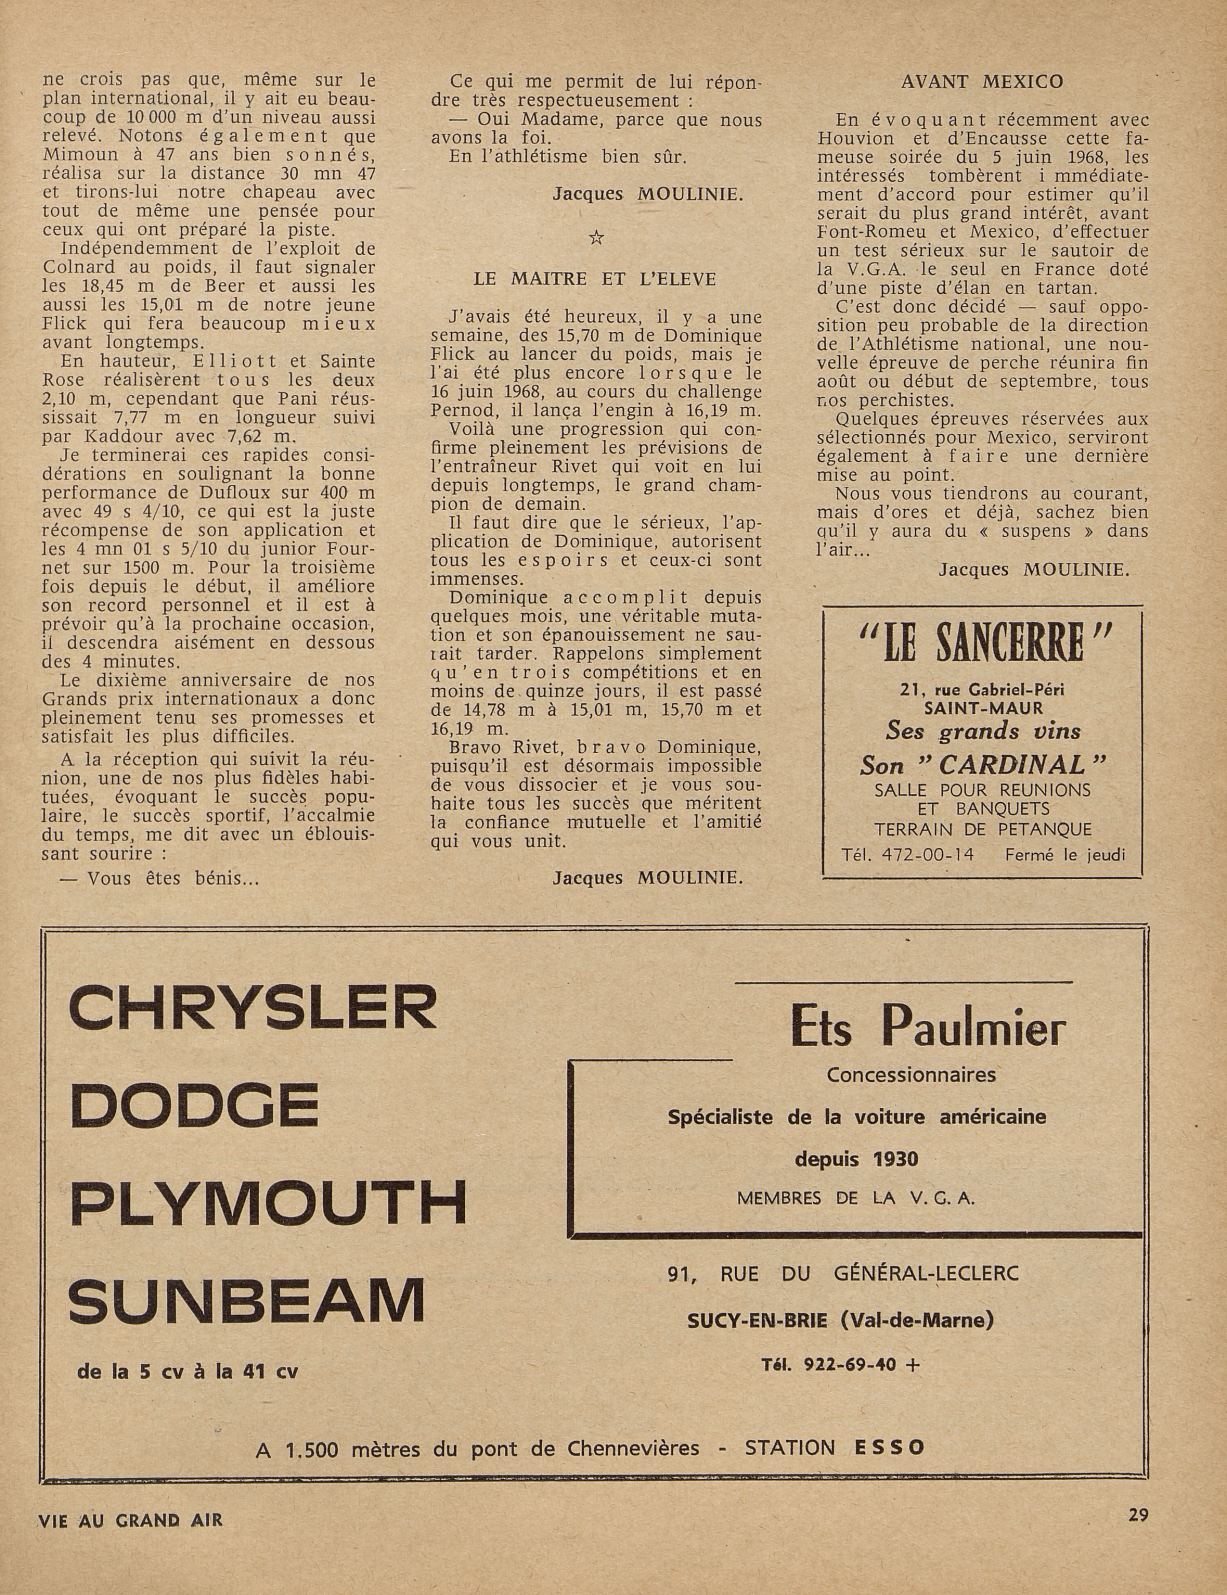 ne crois pas que, même sur le
plan international, il y ait eu beau-
coup de 10 000 m d'un niveau aussi
relevé. Notons également que
Mimoun à 47 ans bien sonnés,
réalisa sur la distance 30 mn 47
et tirons-lui notre chapeau avec
tout de même une pensée pour
ceux qui ont préparé la piste.
Indépendemment de l'exploit de
Colnard au poids, il faut signaler
les 18,45 m de Beer et aussi les
aussi les 15,01 m de notre jeune
Flick qui fera beaucoup mieux
avant longtemps.
En hauteur, Elliott et Sainte
Rose réalisèrent tous les deux
2,10 m, cependant que Pani réus-
sissait 7,77 m en longueur suivi
par Kaddour avec 7,62 m.
Je terminerai ces rapides consi-
dérations en soulignant la bonne
performance de Dufloux sur 400 m
avec 49 s 4/10, ce qui est la juste
récompense de son application et
les 4 mn 01 s 5/10 du junior Four-
net sur 1500 m. Pour la troisième
fois depuis le début, il améliore
son record personnel et il est à
prévoir qu'à la prochaine occasion,
il descendra aisément en dessous
des 4 minutes.
Le dixième anniversaire de nos
Grands prix internationaux a donc
pleinement tenu ses promesses et
satisfait les plus difficiles.
A la réception qui suivit la réu-
nion, une de nos plus fidèles habi-
tuées, évoquant le succès popu-
laire, le succès sportif, l'accalmie
du temps, me dit avec un éblouis-
sant sourire :
— Vous êtes bénis...
Ce qui me permit de lui répon-
dre très respectueusement :
— Oui Madame, parce que nous
avons la foi.
En l'athlétisme bien sûr.
Jacques MOULINIE.
☆
LE MAITRE ET L'ELEVE
J'avais été heureux, il y a une
semaine, des 15,70 m de Dominique
Flick au lancer du poids, mais je
l'ai été plus encore lorsque le
16 juin 1968, au cours du challenge
Pernod, il lança l'engin à 16,19 m.
Voilà une progression qui con-
firme pleinement les prévisions de
l'entraîneur Rivet qui voit en lui
depuis longtemps, le grand cham-
pion de demain.
Il faut dire que le sérieux, l'ap-
plication de Dominique, autorisent
tous les espoirs et ceux-ci sont
immenses.
Dominique accomplit depuis
quelques mois, une véritable muta-
tion et son épanouissement ne sau-
rait tarder. Rappelons simplement
qu'en trois compétitions et en
moins de quinze jours, il est passé
de 14,78 m à 15,01 m, 15,70 m et
16,19 m.
Bravo Rivet, bravo Dominique,
puisqu'il est désormais impossible
de vous dissocier et je vous sou-
haite tous les succès que méritent
la confiance mutuelle et l'amitié
qui vous unit.
Jacques MOULINIE.
AVANT MEXICO
En évoquant récemment avec
Houvion et d'Encausse cette fa-
meuse soirée du 5 juin 1968, les
intéressés tombèrent i mmédiate-
ment d'accord pour estimer qu'il
serait du plus grand intérêt, avant
Font-Romeu et Mexico, d'effectuer
un test sérieux sur le sautoir de
la V.G.A. le seul en France doté
d'une piste d'élan en tartan.
C'est donc décidé — sauf oppo-
sition peu probable de la direction
de l'Athlétisme national, une nou-
velle épreuve de perche réunira fin
août ou début de septembre, tous
nos perchistes.
Quelques épreuves réservées aux
sélectionnés pour Mexico, serviront
également à faire une dernière
mise au point.
Nous vous tiendrons au courant,
mais d'ores et déjà, sachez bien
qu'il y aura du « suspens » dans
l'air...
Jacques MOULINIE.
"LE SANCERRE"
21, rue Gabriel-Péri
SAINT-MAUR
Ses grands vins
Son "CARDINAL"
SALLE POUR REUNIONS
ET BANQUETS
TERRAIN DE PETANQUE
Tél. 472-00-14 Fermé le jeudi
CHRYSLER
DODGE
PLYMOUTH
SUNBEAM
de la 5 cv à la 41 cv
Ets Paulmier
Concessionnaires
Spécialiste de la voiture américaine
depuis 1930
MEMBRES DE LA V.G.A.
91, RUE DU GÉNÉRAL-LECLERC
SUCY-EN-BRIE (Val-de-Marne)
Tél. 922-69-40 +
A 1.500 mètres du pont de Chennevières - STATION ESSO
VIE AU GRAND AIR
29